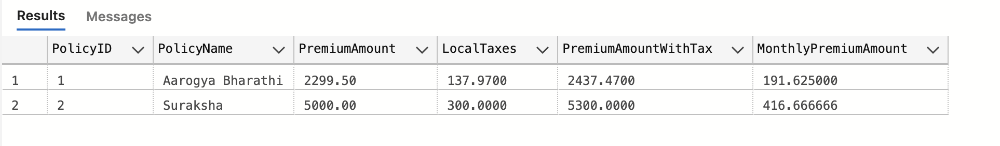 Results Messages
PolicyID PolicyName PremiumAmount LocalTaxes PremiumAmountWithTax MonthlyPremiumAmount
1 1 Aarogya Bharathi 2299.50 137.9700 2437.4700 191.625000
2 2 Suraksha 5000.00 300.0000 5300.0000 416.666666